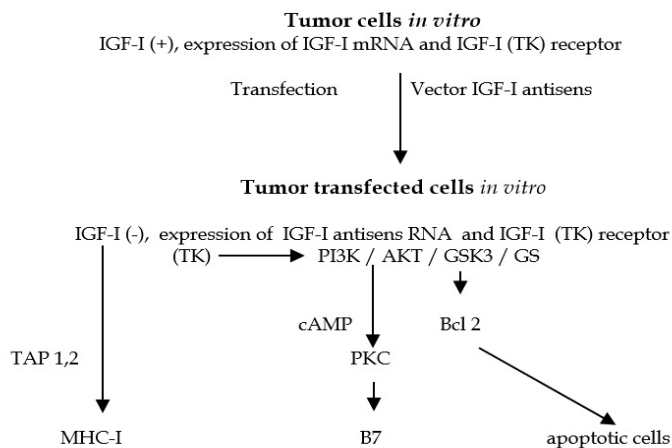 Tumor cells in vitro
IGF-I (+), expression of IGF-I mRNA and IGF-I (TK) receptor
Transfection Vector IGF-I antisens
Tumor transfected cells in vitro
IGF-I (-), expression of IGF-I antisens RNA and IGF-I (TK) receptor
(TK) PI3K / AKT / GSK3 / GS
cAMP Bcl 2
TAP 1,2 PKC
MHC-I B7 apoptotic cells